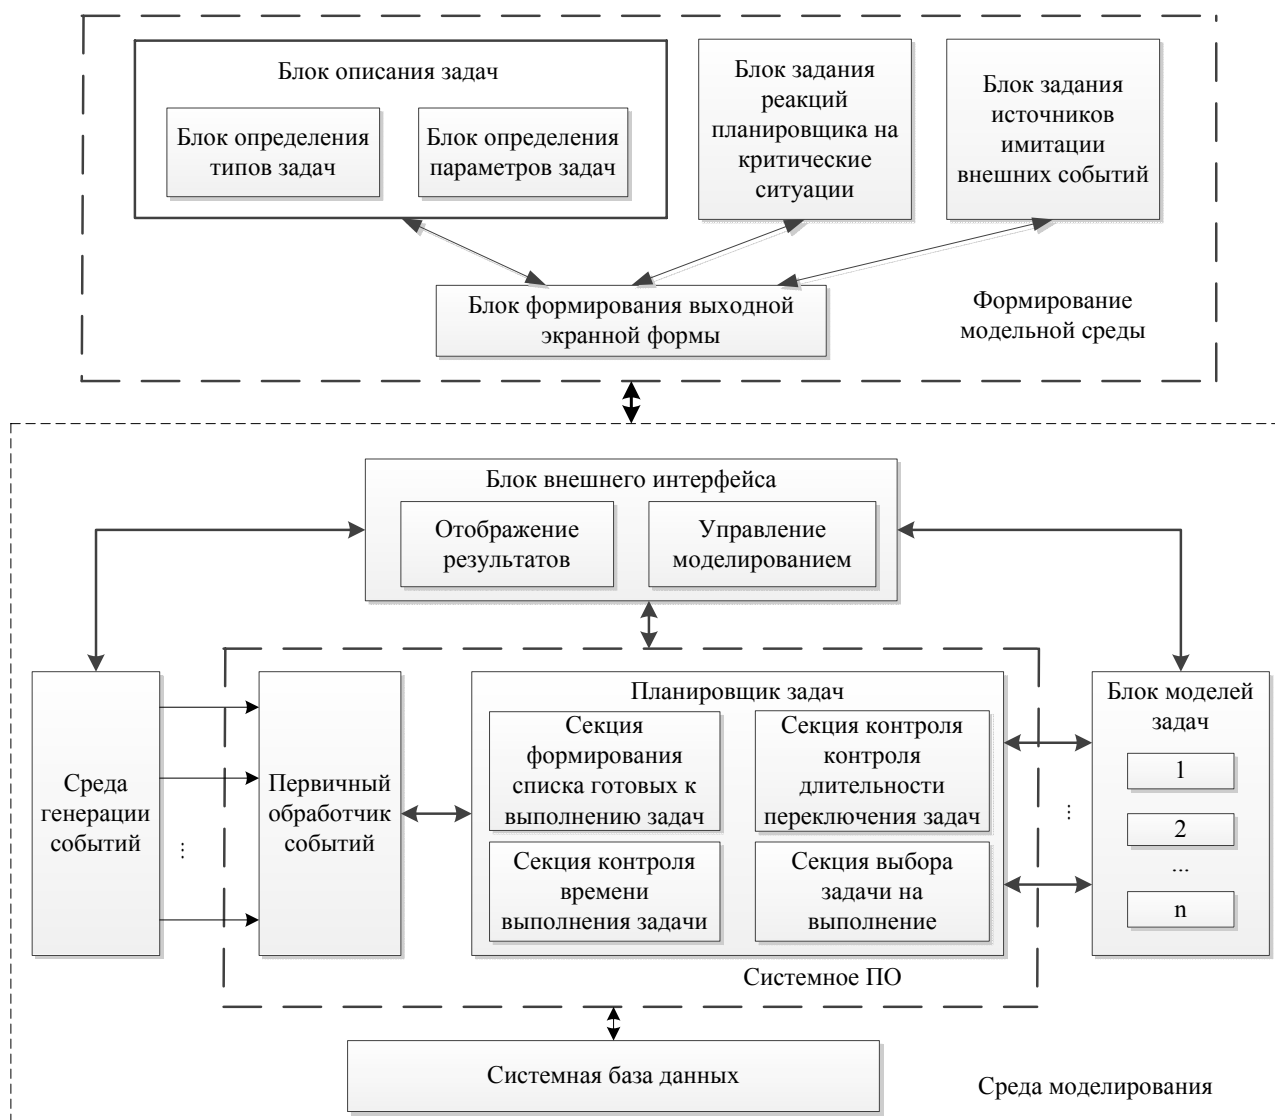 Блок описания задач
Блок определения
типов задач
Блок определения
параметров задач
Блок задания
реакций
планировщика на
критические
ситуации
Блок задания
источников
имитации
внешних событий
Блок формирования выходной
экранной формы
Формирование
модельной среды
Блок внешнего интерфейса
Отображение
результатов
Управление
моделированием
Среда
генерации
событий
...
Первичный
обработчик
событий
Планировщик задач
Секция
формирования
списка готовых к
выполнению задач
Секция контроля
контроля
длительности
переключения задач
Секция контроля
времени
выполнения задачи
Секция выбора
задачи на
выполнение
Системное ПО
...
Блок моделей
задач
1
2
...
n
Системная база данных
Среда моделирования